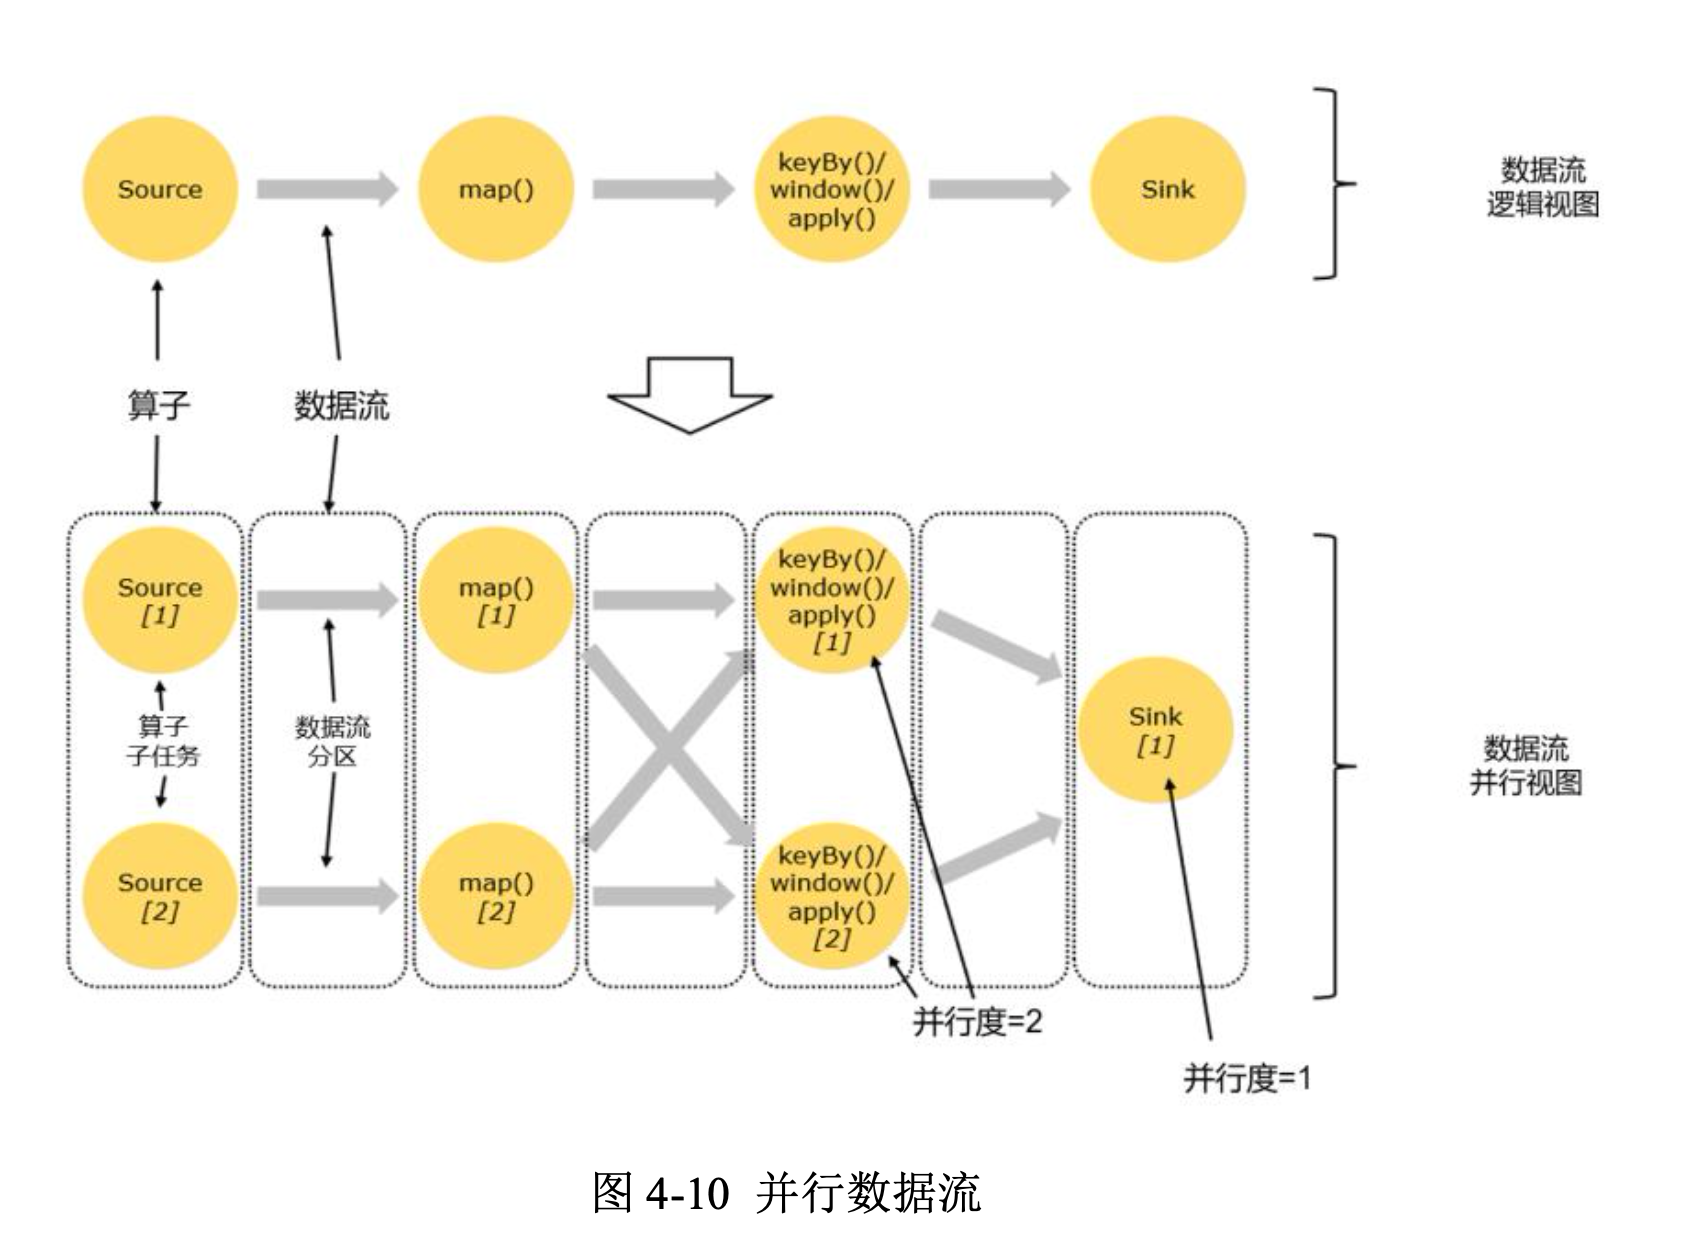 Source
map()
keyBy()/
window()/
apply()
Sink
数据流
逻辑视图
算子
数据流
Source
[1]
map()
[1]
keyBy()/
window()/
apply()
[1]
算子
子任务
数据流
分区
Sink
[1]
数据流
并行视图
Source
[2]
map()
[2]
keyBy()/
window()/
apply()
[2]
并行度=2
并行度=1
图 4-10 并行数据流